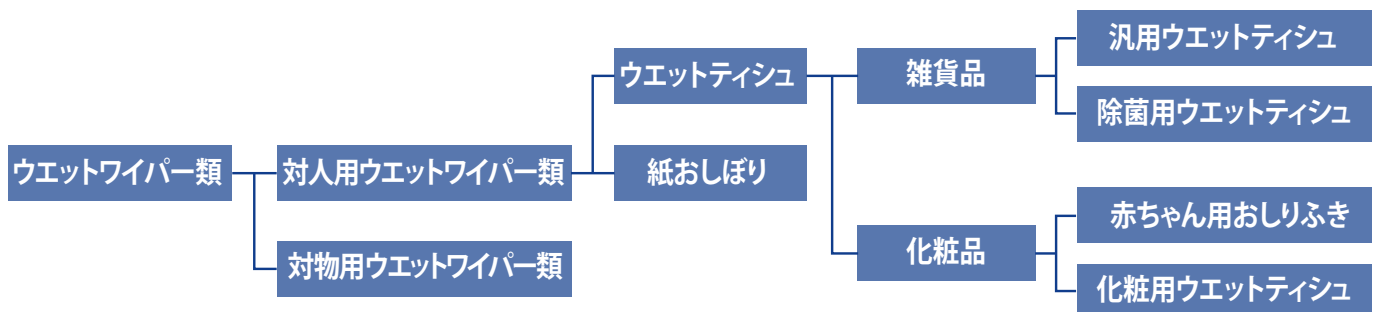 ウエットワイパー類
対人用ウエットワイパー類
対物用ウエットワイパー類
ウエットティシュ
紙おしぼり
雑貨品
化粧品
汎用ウエットティシュ
除菌用ウエットティシュ
赤ちゃん用おしりふき
化粧用ウエットティシュ